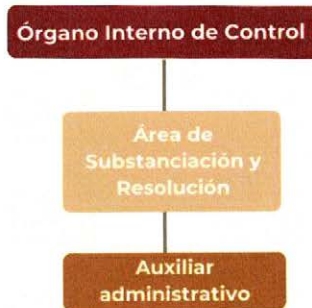 Órgano Interno de Control
Área de
Substanciación y
Resolución
Auxiliar
administrativo